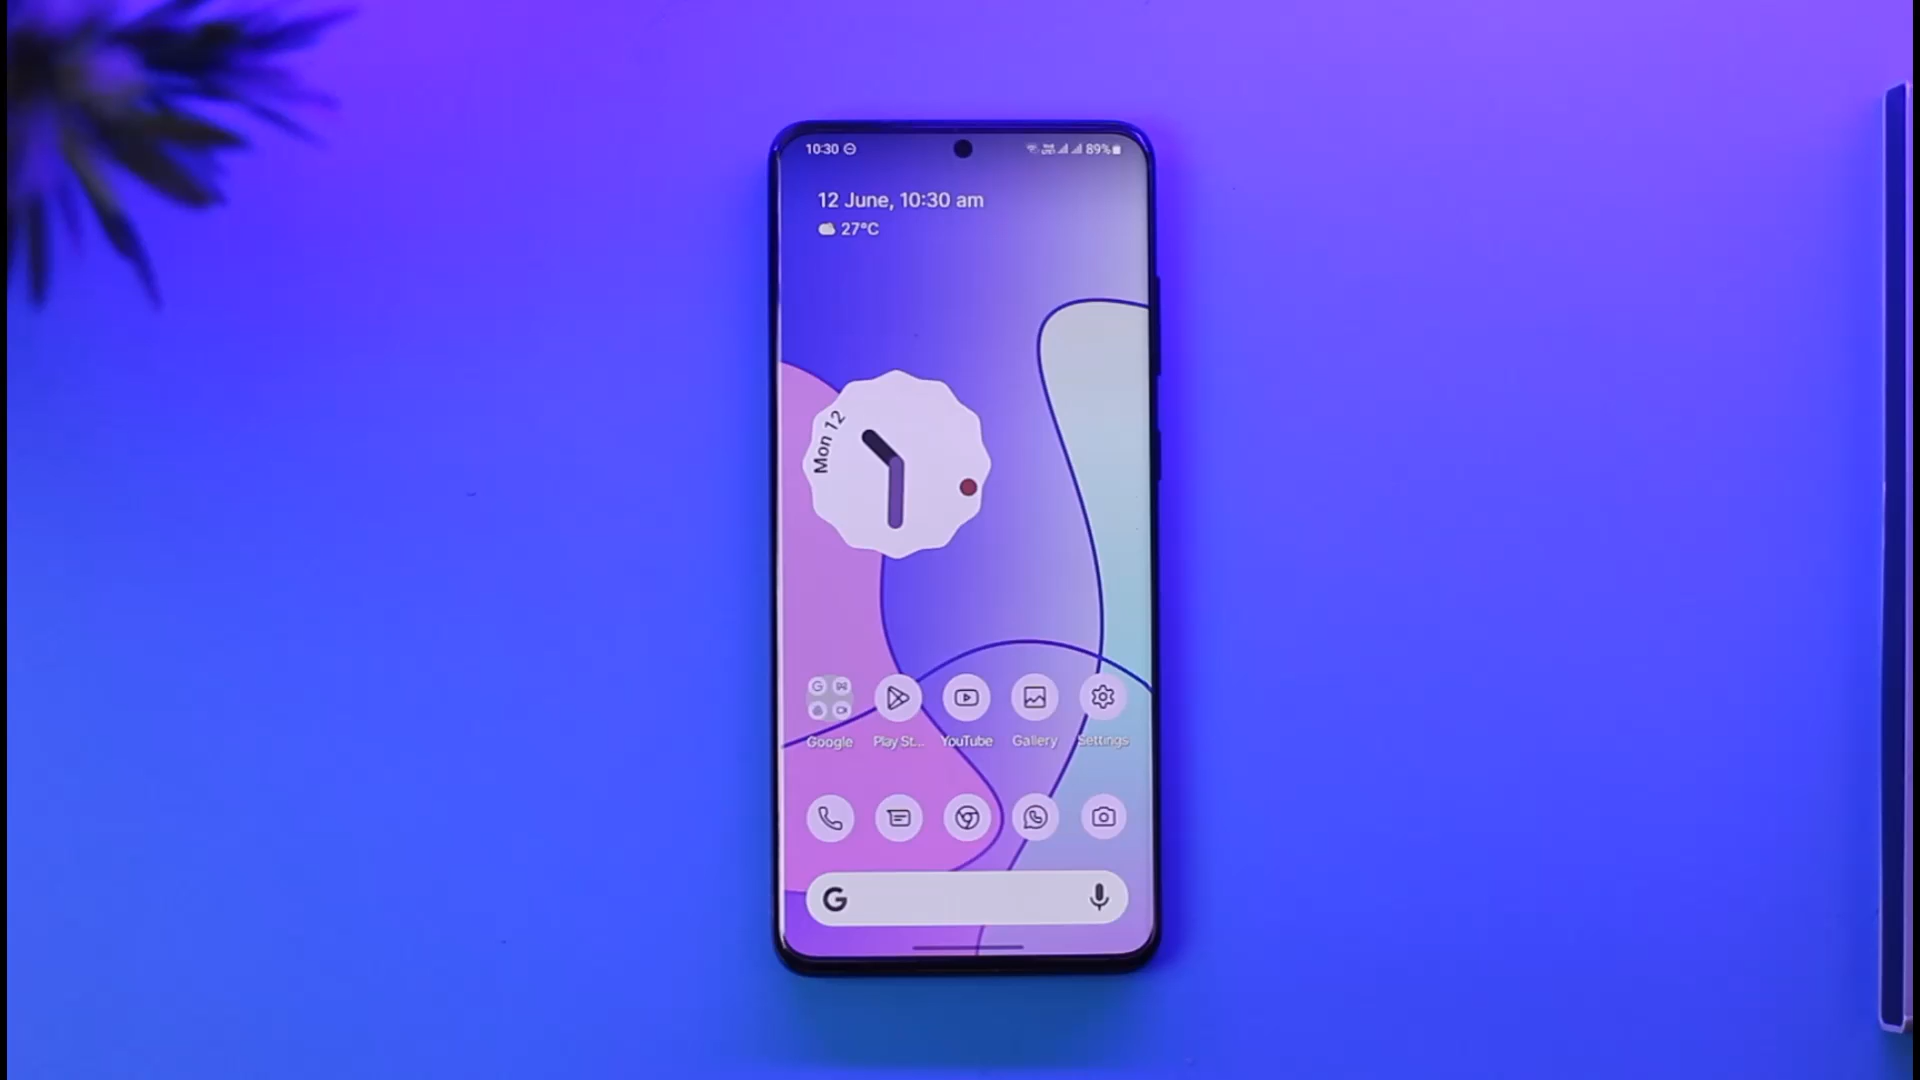 10:30 89%
12 June, 10:30 am
27°C
Mon 12
Google Play St... YouTube Gallery Settings
G